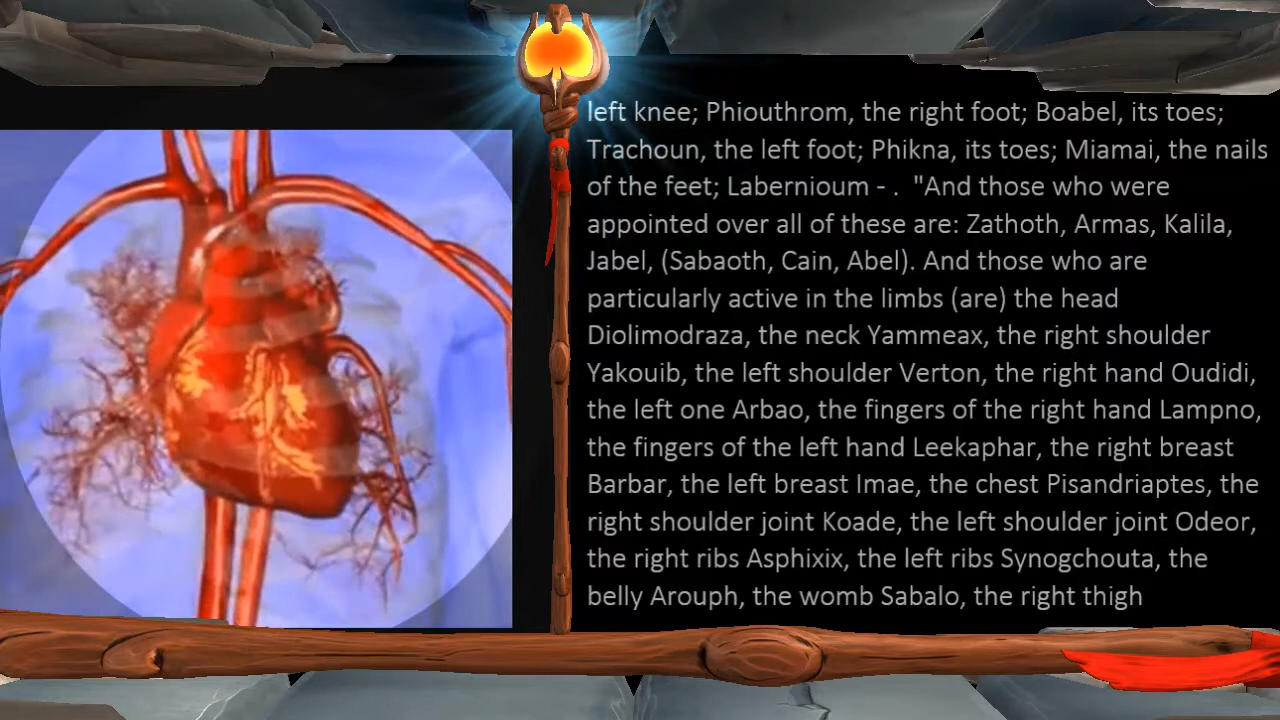 left knee; Phiouthrom, the right foot; Boabel, its toes;
Trachoun, the left foot; Phikna, its toes; Miamai, the nails
of the feet; Labernioum - .  "And those who were
appointed over all of these are: Zathoth, Armas, Kalila,
Jabel, (Sabaoth, Cain, Abel). And those who are
particularly active in the limbs (are) the head
Diolimodraza, the neck Yammeax, the right shoulder
Yakouib, the left shoulder Verton, the right hand Oudidi,
the left one Arbao, the fingers of the right hand Lampno,
the fingers of the left hand Leekaphar, the right breast
Barbar, the left breast Imae, the chest Pisandriaptes, the
right shoulder joint Koade, the left shoulder joint Odeor,
the right ribs Asphixix, the left ribs Synogchouta, the
belly Arouph, the womb Sabalo, the right thigh